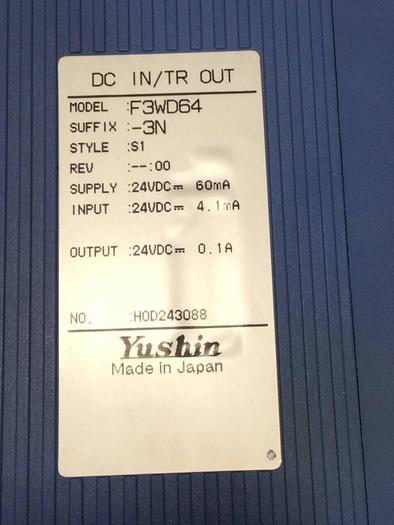 DC IN/TR OUT
MODEL :F3WD64
SUFFIX :-3N
STYLE :S1
REV :--:00
SUPPLY :24VDC⎓ 60mA
INPUT :24VDC⎓ 4.1mA
OUTPUT :24VDC⎓ 0.1A
NO. :H0D243088
Yushin
Made in Japan